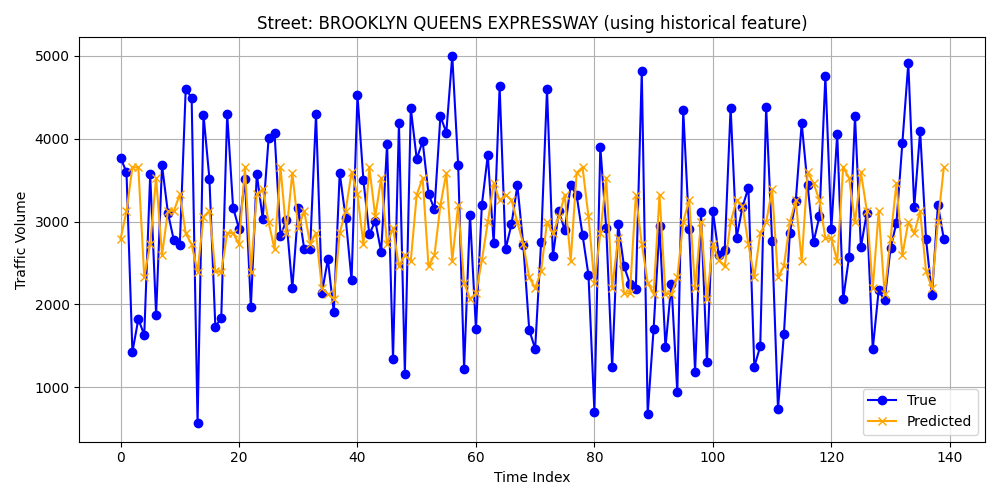 Street: BROOKLYN QUEENS EXPRESSWAY (using historical feature)
Traffic Volume
5000
4000
3000
2000
1000
0
20
40
60
80
100
120
140
Time Index
True
Predicted